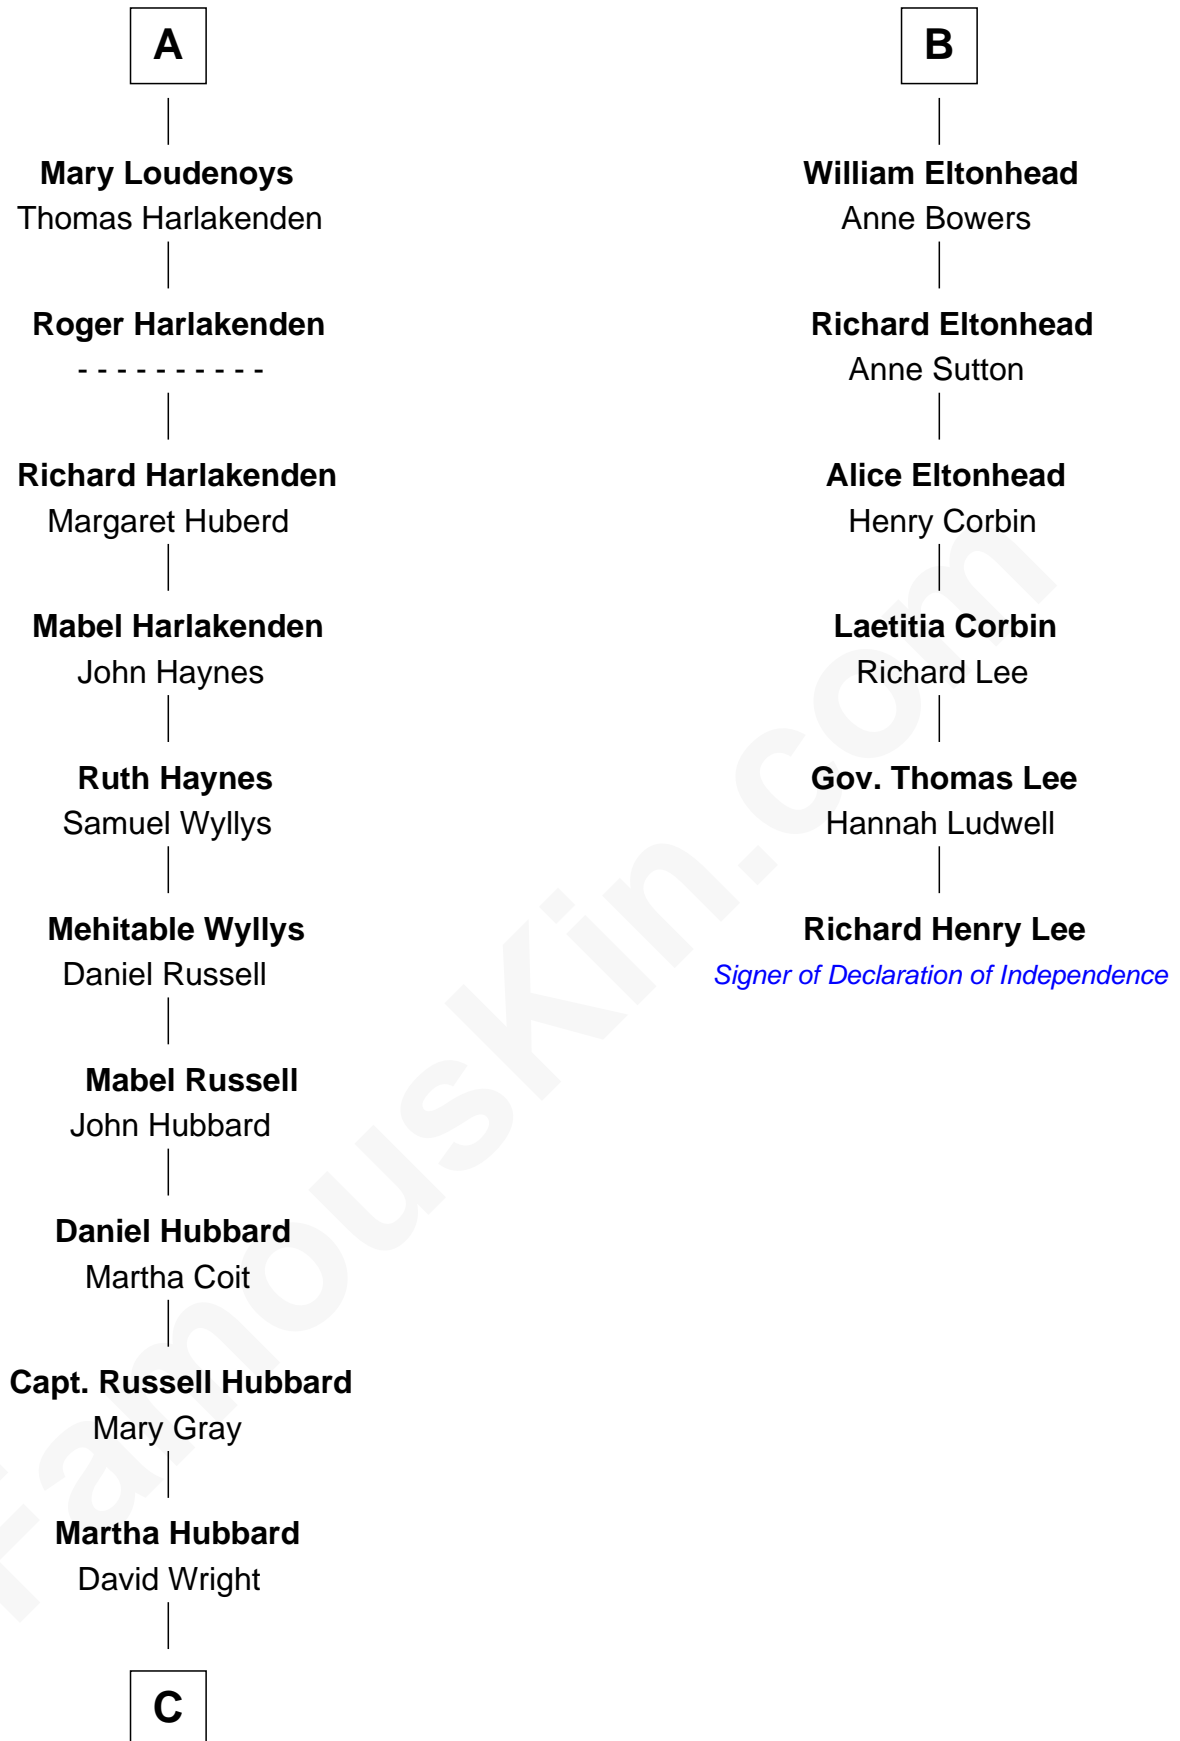 A
Mary Loudenoys
Thomas Harlakenden
Roger Harlakenden
- - - - - - - - - -
Richard Harlakenden
Margaret Huberd
Mabel Harlakenden
John Haynes
Ruth Haynes
Samuel Wyllys
Mehitable Wyllys
Daniel Russell
Mabel Russell
John Hubbard
Daniel Hubbard
Martha Coit
Capt. Russell Hubbard
Mary Gray
Martha Hubbard
David Wright
C
B
William Eltonhead
Anne Bowers
Richard Eltonhead
Anne Sutton
Alice Eltonhead
Henry Corbin
Laetitia Corbin
Richard Lee
Gov. Thomas Lee
Hannah Ludwell
Richard Henry Lee
Signer of Declaration of Independence
FamousKin.com